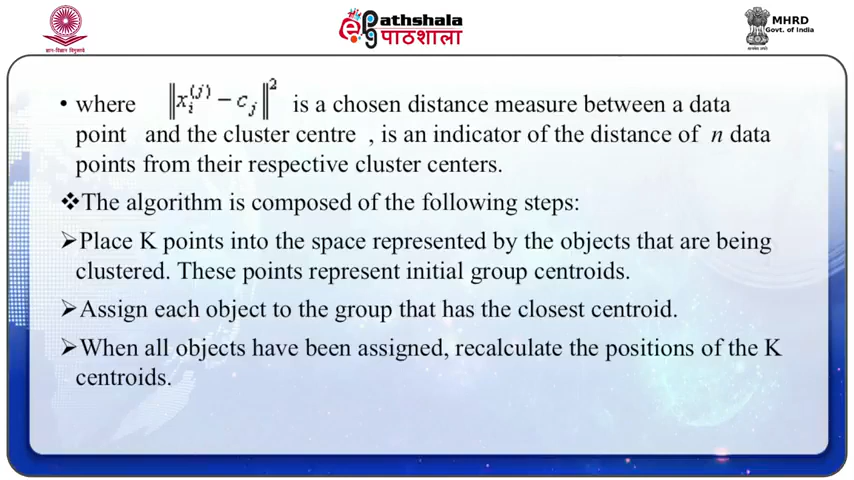 ePathshala
पाठशाला
MHRD
Govt. of India
• where ‖x_i^(j) − c_j‖² is a chosen distance measure between a data
point and the cluster centre , is an indicator of the distance of n data
points from their respective cluster centers.
❖The algorithm is composed of the following steps:
➢Place K points into the space represented by the objects that are being
clustered. These points represent initial group centroids.
➢Assign each object to the group that has the closest centroid.
➢When all objects have been assigned, recalculate the positions of the K
centroids.